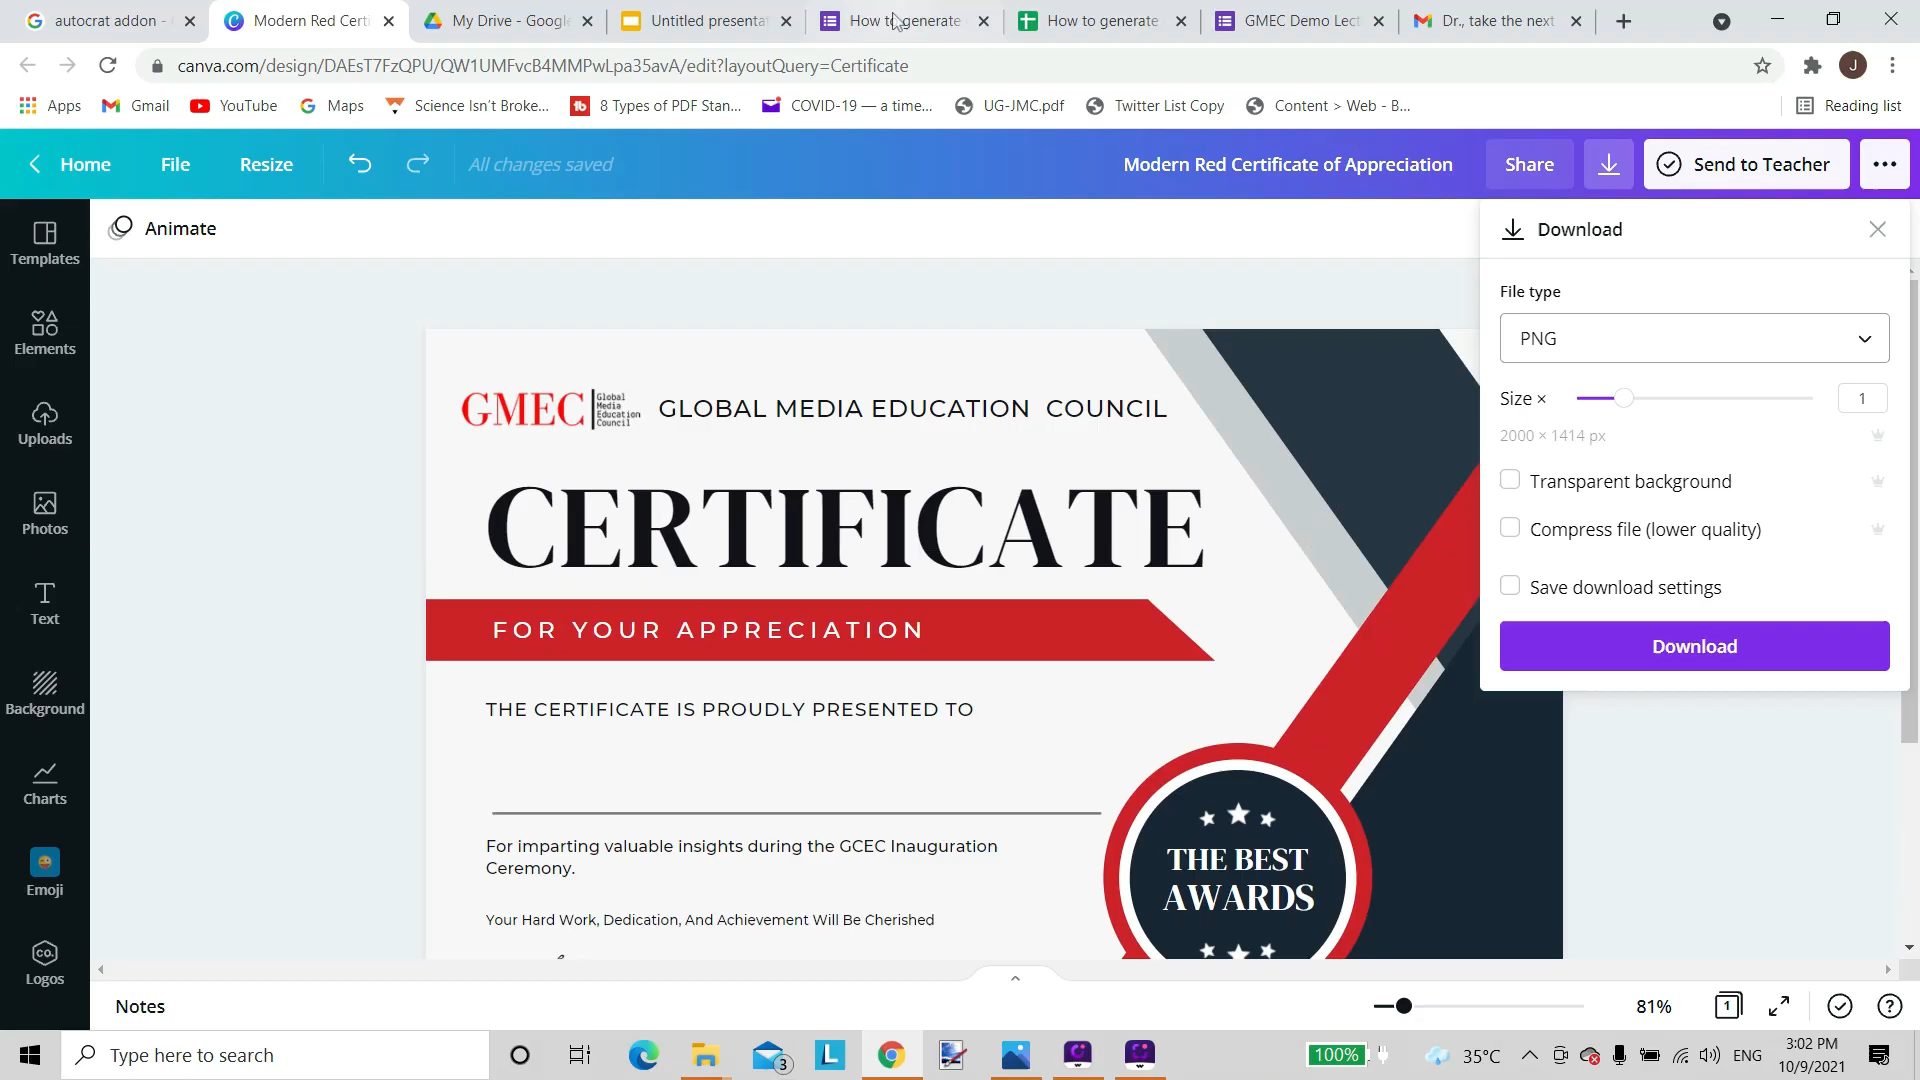 autocrat addon -
Modern Red Certi
My Drive - Google
Untitled presentat
How to generate
How to generate
GMEC Demo Lect
Dr., take the next
canva.com/design/DAEsT7FzQPU/QW1UMFvcB4MMPwLpa35avA/edit?layoutQuery=Certificate
J
Apps
Gmail
YouTube
Maps
Science Isn't Broke...
8 Types of PDF Stan...
COVID-19 — a time...
UG-JMC.pdf
Twitter List Copy
Content > Web - B...
Reading list
Home
File
Resize
All changes saved
Modern Red Certificate of Appreciation
Share
Send to Teacher
Animate
Templates
Elements
Uploads
Photos
Text
Background
Charts
Emoji
CO.
Logos
GMEC
Global
Media
Education
Council
GLOBAL MEDIA EDUCATION COUNCIL
CERTIFICATE
FOR YOUR APPRECIATION
THE CERTIFICATE IS PROUDLY PRESENTED TO
For imparting valuable insights during the GCEC Inauguration
Ceremony.
Your Hard Work, Dedication, And Achievement Will Be Cherished
THE BEST
AWARDS
Download
File type
PNG
Size ×
1
2000 × 1414 px
Transparent background
Compress file (lower quality)
Save download settings
Download
Notes
81%
1
Type here to search
3
L
100%
35°C
ENG
3:02 PM
10/9/2021